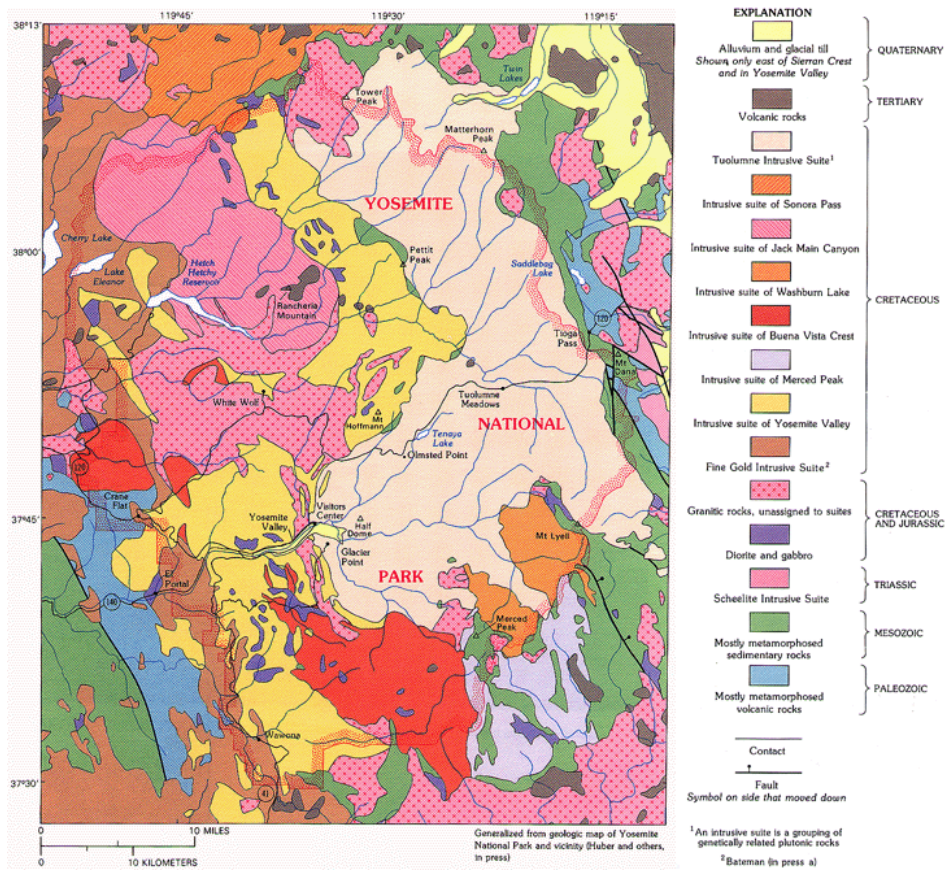 119°45'
119°30'
119°15'
38°13'
Twin
Lakes
Tower
Peak
Matterhorn
Peak
YOSEMITE
Cherry Lake
38°00'
Lake
Eleanor
Hetch
Hetchy
Reservoir
Pettit
Peak
Saddlebag
Lake
Rancheria
Mountain
120
Tioga
Pass
Mt
Dana
White Wolf
Tuolumne
Meadows
Mt
Hoffmann
NATIONAL
Tenaya
Lake
Olmsted Point
120
Crane
Flat
Visitors
Center
37°45'
Yosemite
Valley
Half
Dome
Mt Lyell
Glacier
Point
El
Portal
PARK
140
Merced
Peak
Wawona
37°30'
41
0 10 MILES
0 10 KILOMETERS
Generalized from geologic map of Yosemite
National Park and vicinity (Huber and others,
in press)
EXPLANATION
Alluvium and glacial till
Shown only east of Sierran Crest
and in Yosemite Valley
QUATERNARY
Volcanic rocks
TERTIARY
Tuolumne Intrusive Suite1
Intrusive suite of Sonora Pass
Intrusive suite of Jack Main Canyon
Intrusive suite of Washburn Lake
CRETACEOUS
Intrusive suite of Buena Vista Crest
Intrusive suite of Merced Peak
Intrusive suite of Yosemite Valley
Fine Gold Intrusive Suite2
Granitic rocks, unassigned to suites
CRETACEOUS
AND JURASSIC
Diorite and gabbro
Scheelite Intrusive Suite
TRIASSIC
Mostly metamorphosed
sedimentary rocks
MESOZOIC
Mostly metamorphosed
volcanic rocks
PALEOZOIC
Contact
Fault
Symbol on side that moved down
1An intrusive suite is a grouping of
genetically related plutonic rocks
2Bateman (in press a)